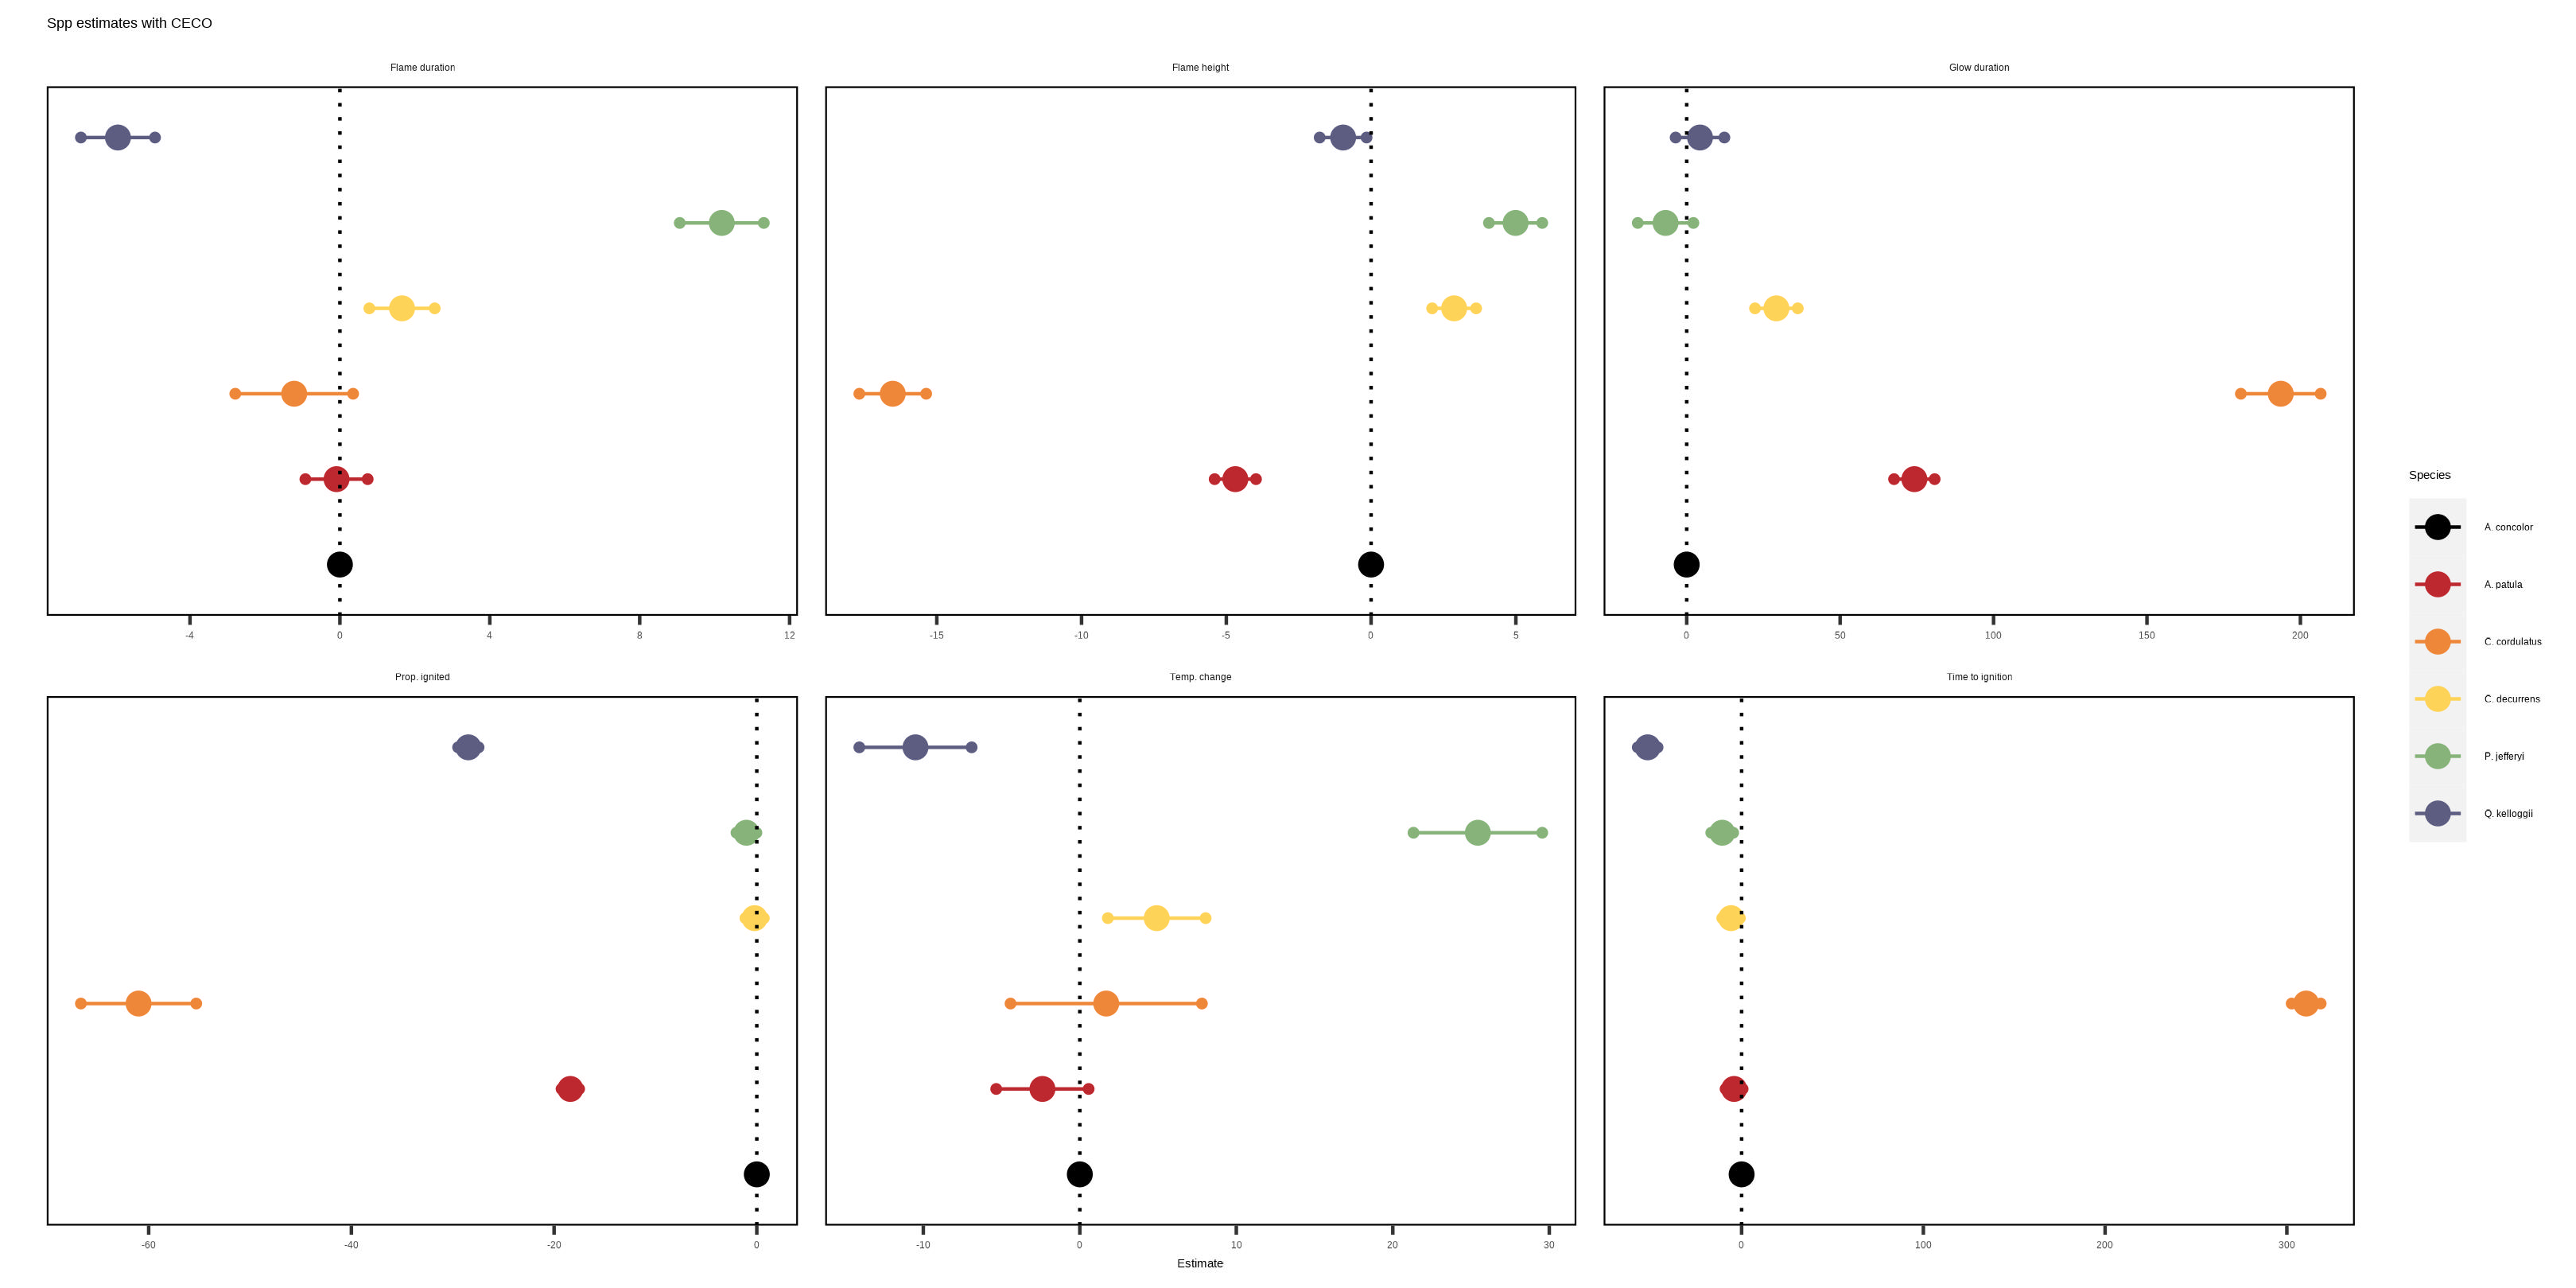 Spp estimates with CECO
Flame duration
Flame height
Glow duration
-4 0 4 8 12
-15 -10 -5 0 5
0 50 100 150 200
Prop. ignited
Temp. change
Time to ignition
-60 -40 -20 0
-10 0 10 20 30
0 100 200 300
Estimate
Species
A. concolor
A. patula
C. cordulatus
C. decurrens
P. jefferyi
Q. kelloggii